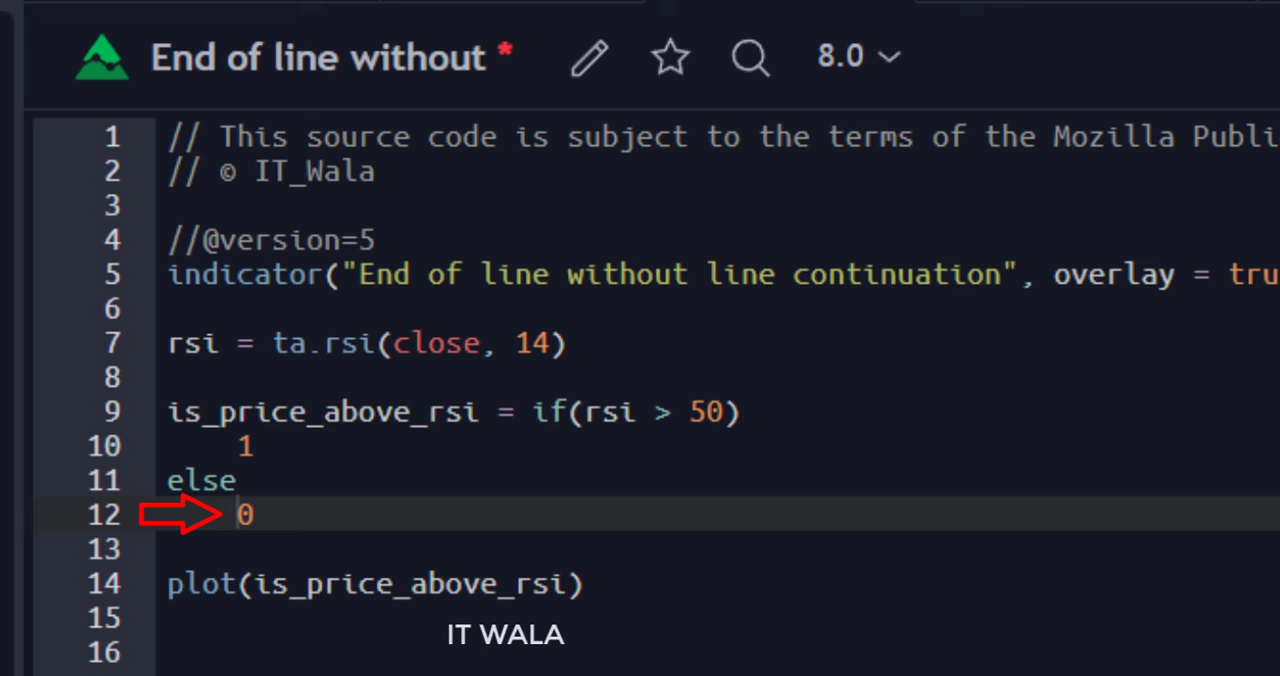 End of line without * 8.0
1 // This source code is subject to the terms of the Mozilla Publi
2 // © IT_Wala
3
4 //@version=5
5 indicator("End of line without line continuation", overlay = tru
6
7 rsi = ta.rsi(close, 14)
8
9 is_price_above_rsi = if(rsi > 50)
10     1
11 else
12     0
13
14 plot(is_price_above_rsi)
15
IT WALA
16